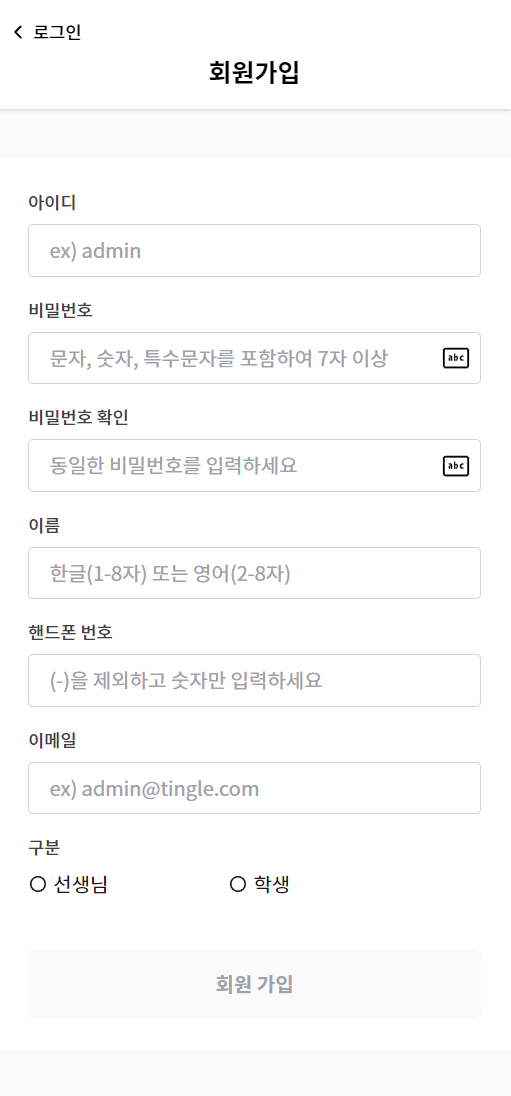 로그인
회원가입
아이디
ex) admin
비밀번호
문자, 숫자, 특수문자를 포함하여 7자 이상
abc
비밀번호 확인
동일한 비밀번호를 입력하세요
abc
이름
한글(1-8자) 또는 영어(2-8자)
핸드폰 번호
(-)을 제외하고 숫자만 입력하세요
이메일
ex) admin@tingle.com
구분
선생님 학생
회원 가입